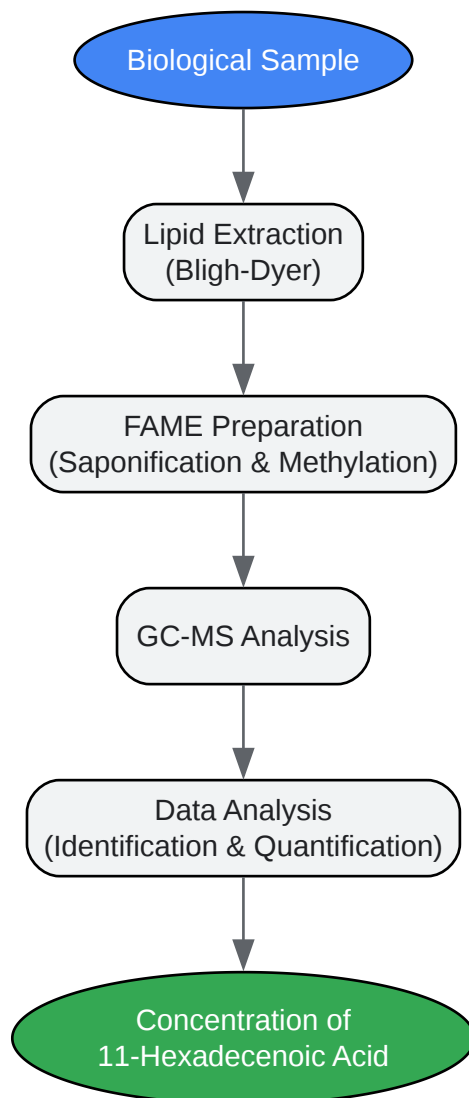 Biological Sample
Lipid Extraction
(Bligh-Dyer)
FAME Preparation
(Saponification & Methylation)
GC-MS Analysis
Data Analysis
(Identification & Quantification)
Concentration of
11-Hexadecenoic Acid